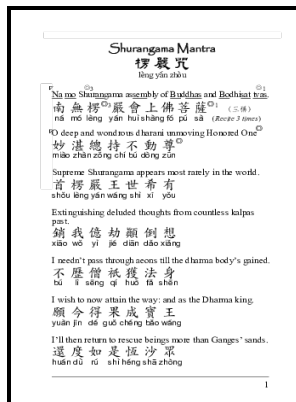 Shurangama Mantra
楞嚴咒
lèng yán zhòu
Na mo Shurangama assembly of Buddhas and Bodhisattvas.
南無楞嚴會上佛菩薩 (三稱)
ná mó léng yán huì shàng fó pú sà (Recite 3 times)
O deep and wondrous dharani unmoving Honored One
妙湛總持不動尊
miào zhàn zǒng chí bú dòng zūn
Supreme Shurangama appears most rarely in the world.
首楞嚴王世希有
shǒu léng yán wáng shì xī yǒu
Extinguishing deluded thoughts from countless kalpas
past.
銷我億劫顛倒想
xiāo wǒ yì jié diān dǎo xiǎng
I needn't pass through aeons till the dharma body's gained.
不歷僧祇獲法身
bú lì sēng qí huò fǎ shēn
I wish to now attain the way; and as the Dharma king.
願今得果成寶王
yuàn jīn dé guǒ chéng bǎo wáng
I'll then return to rescue beings more than Ganges' sands.
還度如是恆沙眾
huán dù rú shì héng shā zhòng
1